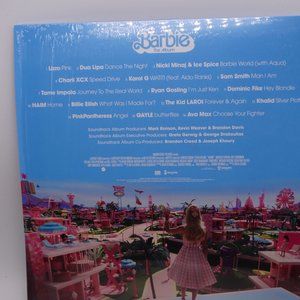 Barbie
The Album
Lizzo Pink • Dua Lipa Dance The Night • Nicki Minaj & Ice Spice Barbie World (with Aqua)
• Charli XCX Speed Drive • Karol G WATATI (feat. Aldo Ranks) • Sam Smith Man I Am
Tame Impala Journey To The Real World • Ryan Gosling I'm Just Ken • Dominic Fike Hey Blondie
• HAIM Home • Billie Eilish What Was I Made For? • The Kid LAROI Forever & Again • Khalid Silver Pla
• PinkPantheress Angel • GAYLE butterflies • Ava Max Choose Your Fighter
Soundtrack Album Producers: Mark Ronson, Kevin Weaver & Brandon Davis
Soundtrack Album Executive Producers: Greta Gerwig & George Drakoulias
Soundtrack Album Co-Producers: Brandon Creed & Joseph Khoury